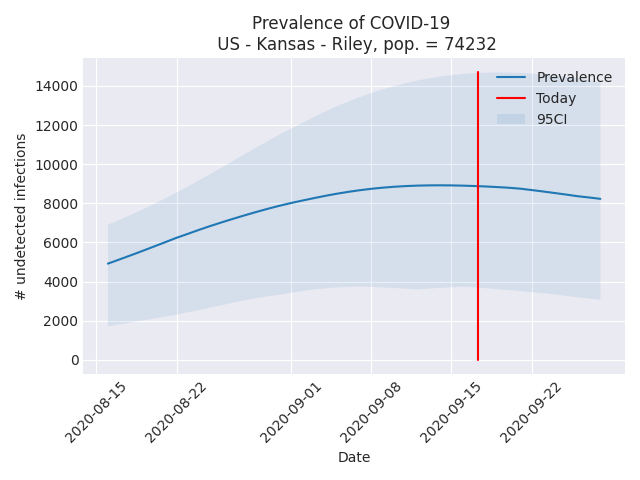 Prevalence of COVID-19
US - Kansas - Riley, pop. = 74232
Prevalence
Today
95CI
# undetected infections
14000
12000
10000
8000
6000
4000
2000
0
2020-08-15
2020-08-22
2020-09-01
2020-09-08
2020-09-15
2020-09-22
Date